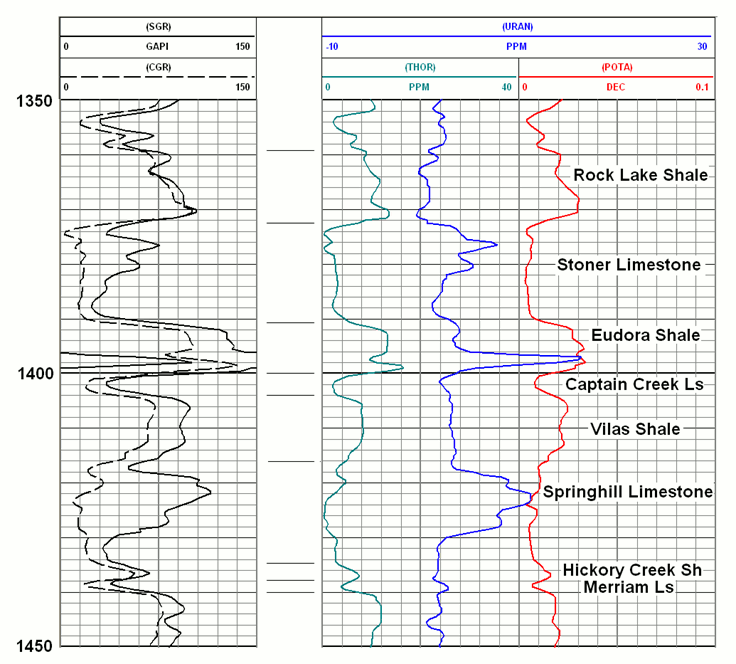 (SGR) (URAN)
0 GAPI 150 -10 PPM 30
(CGR) (THOR) (POTA)
0 150 0 PPM 40 0 DEC 0.1
1350
Rock Lake Shale
Stoner Limestone
Eudora Shale
1400
Captain Creek Ls
Vilas Shale
Springhill Limestone
Hickory Creek Sh
Merriam Ls
1450